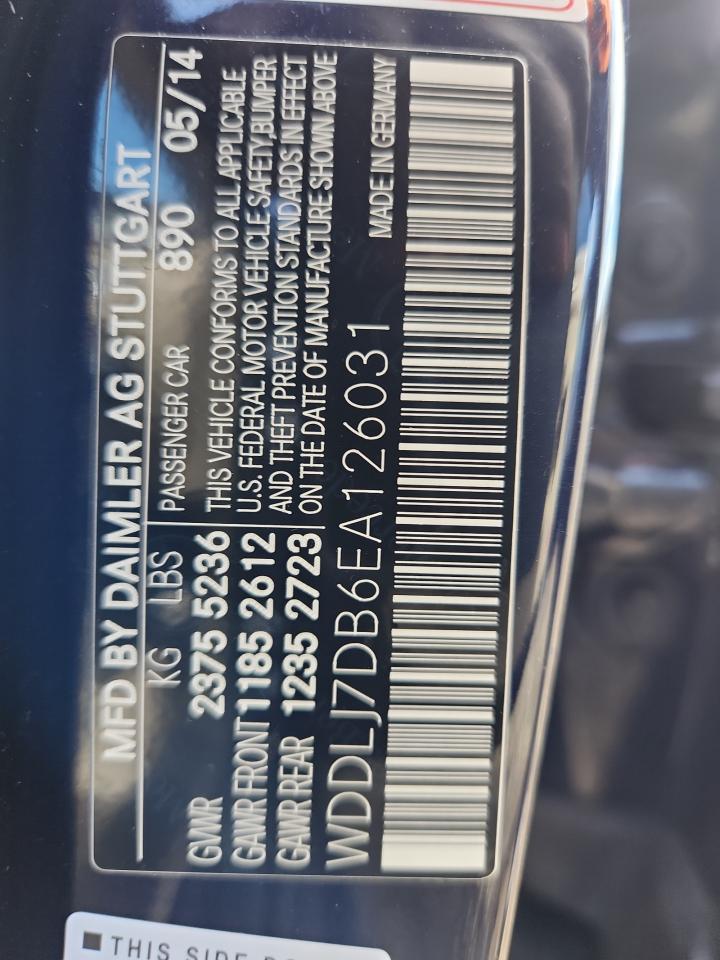 MFD BY DAIMLER AG STUTTGART
KG LBS PASSENGER CAR 890 05/14
GVWR 2375 5236 THIS VEHICLE CONFORMS TO ALL APPLICABLE
GAWR FRONT 1185 2612 U.S. FEDERAL MOTOR VEHICLE SAFETY,BUMPER
GAWR REAR 1235 2723 AND THEFT PREVENTION STANDARDS IN EFFECT
ON THE DATE OF MANUFACTURE SHOWN ABOVE
WDDLJ7DB6EA126031 MADE IN GERMANY
THIS SIDE